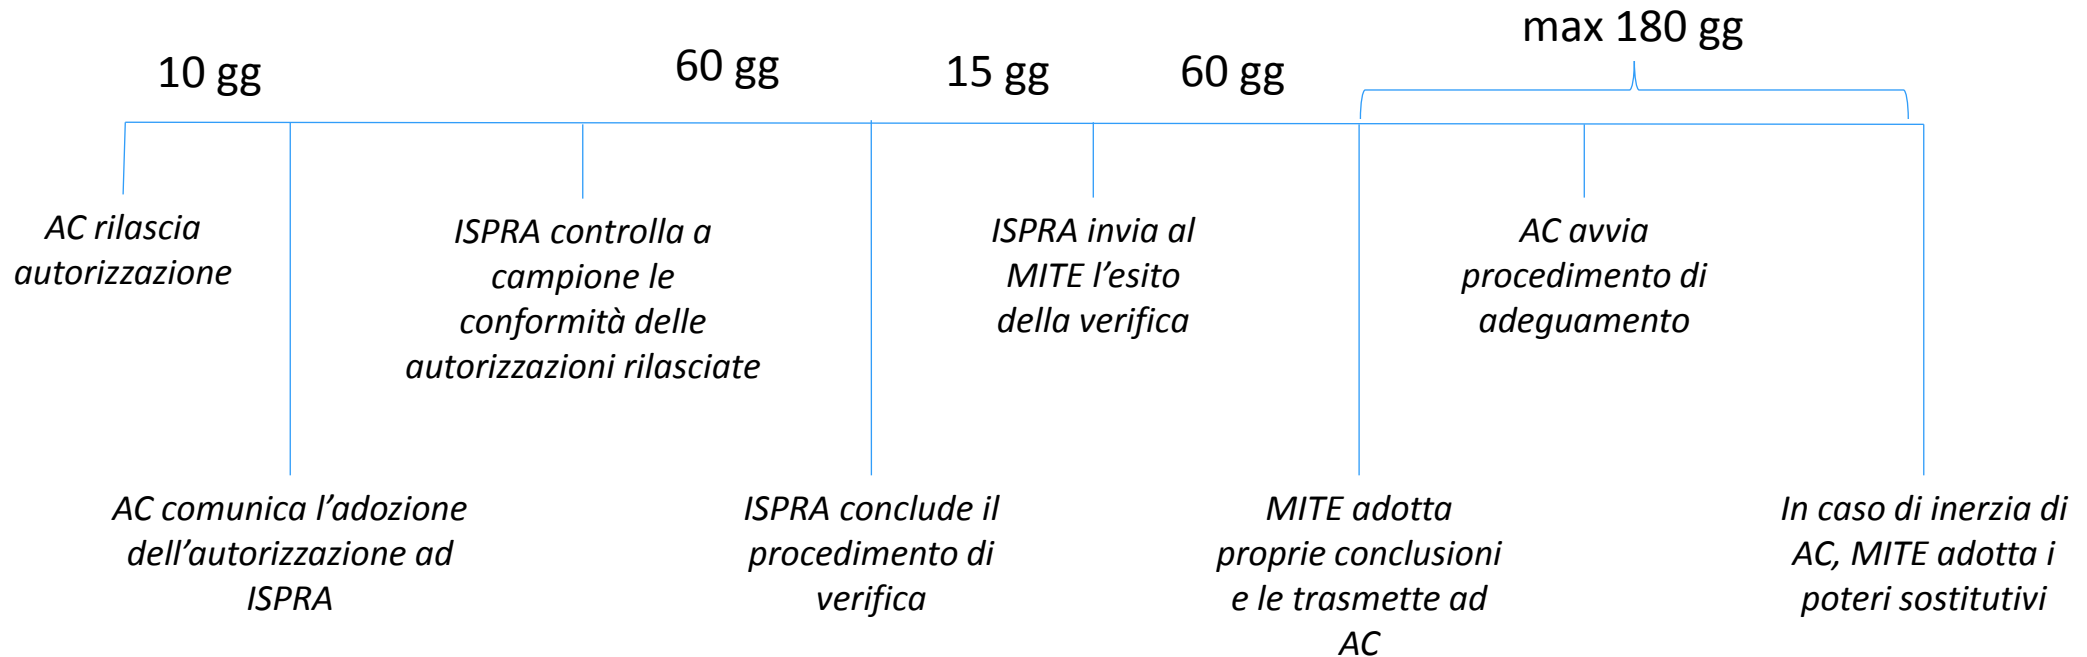 10 gg
60 gg
15 gg
60 gg
max 180 gg
AC rilascia
autorizzazione
ISPRA controlla a
campione le
conformità delle
autorizzazioni rilasciate
ISPRA invia al
MITE l’esito
della verifica
AC avvia
procedimento di
adeguamento
AC comunica l’adozione
dell’autorizzazione ad
ISPRA
ISPRA conclude il
procedimento di
verifica
MITE adotta
proprie conclusioni
e le trasmette ad
AC
In caso di inerzia di
AC, MITE adotta i
poteri sostitutivi